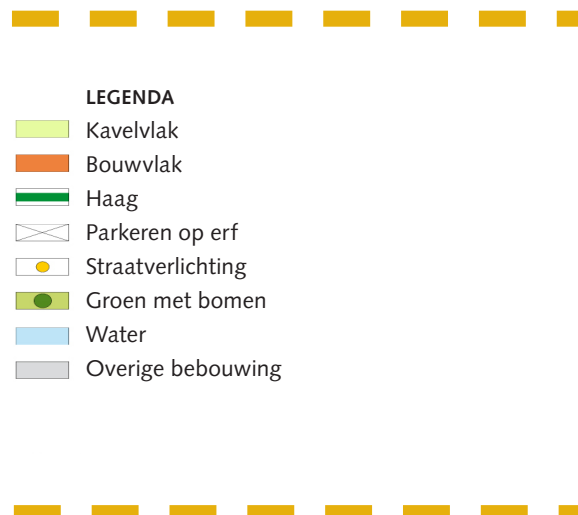 LEGENDA
Kavelvlak
Bouwvlak
Haag
Parkeren op erf
Straatverlichting
Groen met bomen
Water
Overige bebouwing